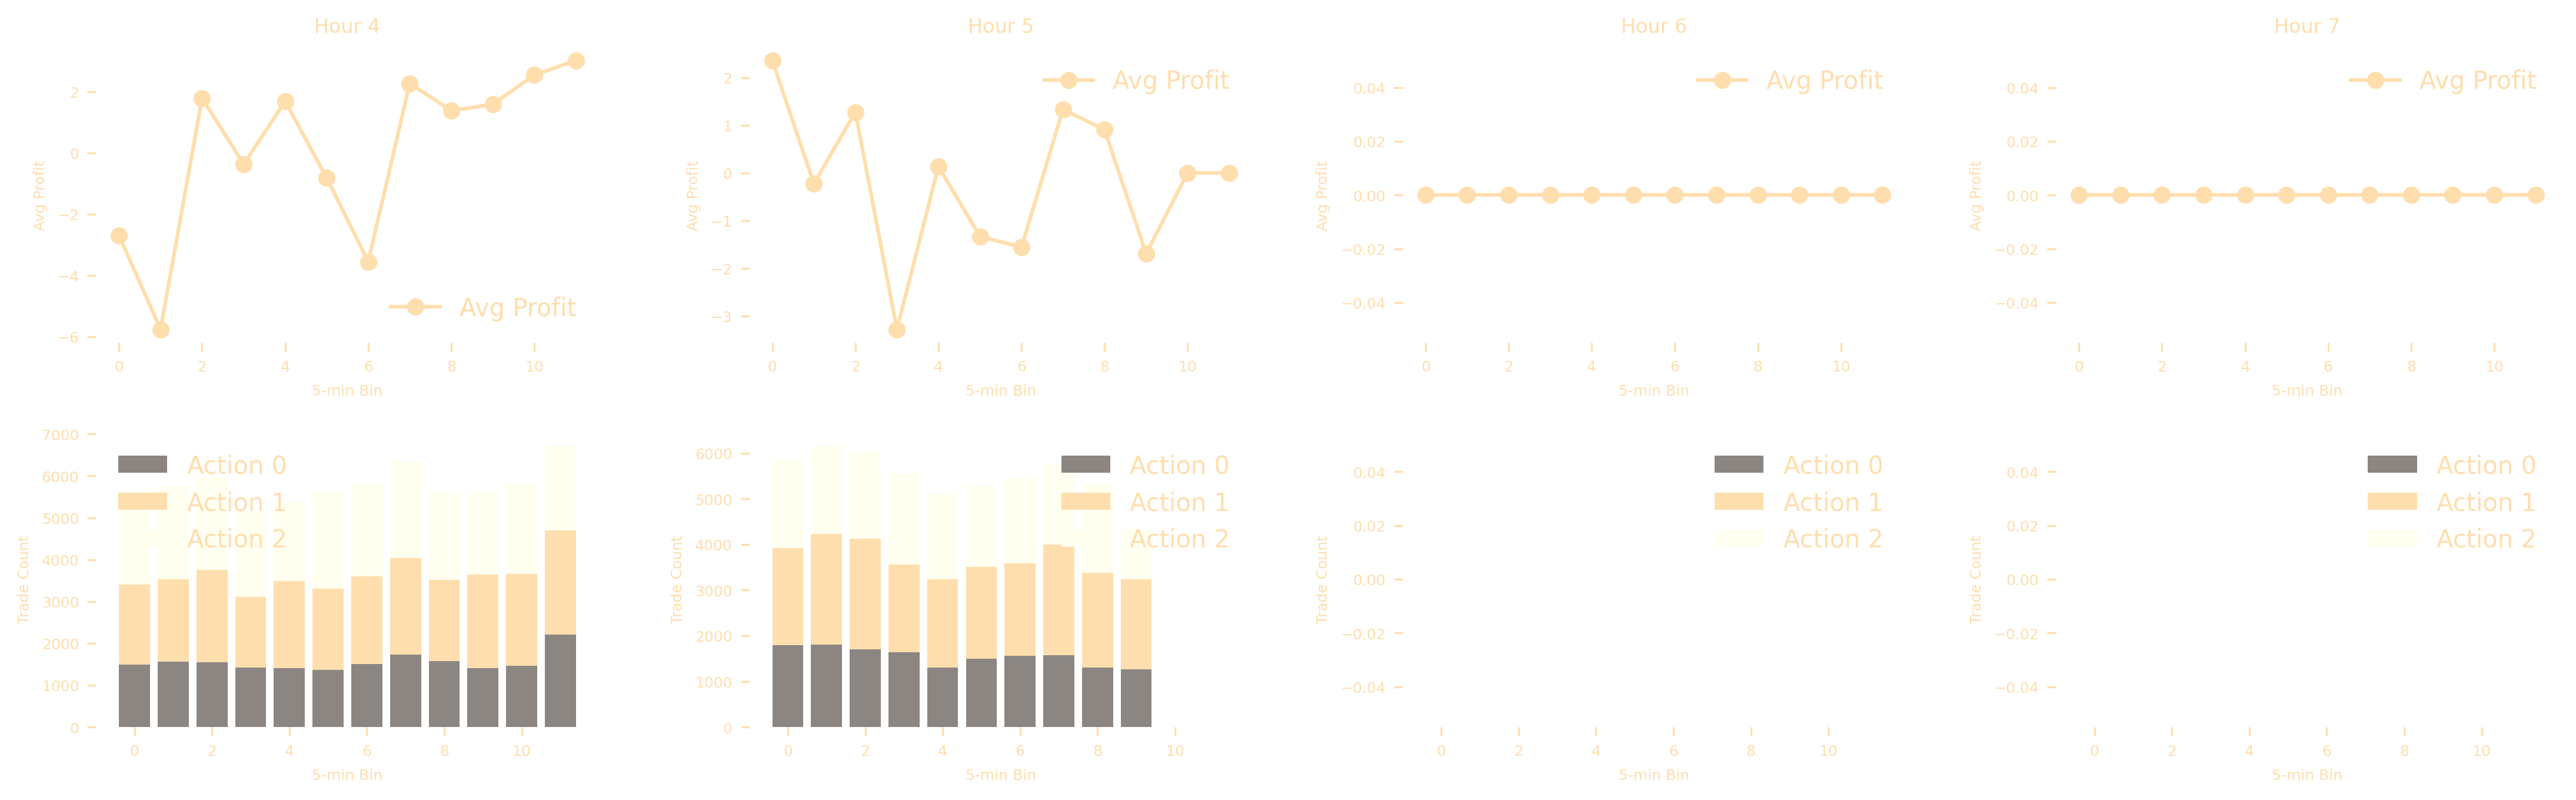 Hour 4
Avg Profit
2
0
−2
−4
−6
0 2 4 6 8 10
5-min Bin
Avg Profit
Hour 5
Avg Profit
2
1
0
−1
−2
−3
0 2 4 6 8 10
5-min Bin
Avg Profit
Hour 6
Avg Profit
0.04
0.02
0.00
−0.02
−0.04
0 2 4 6 8 10
5-min Bin
Avg Profit
Hour 7
Avg Profit
0.04
0.02
0.00
−0.02
−0.04
0 2 4 6 8 10
5-min Bin
Avg Profit
Trade Count
7000
6000
5000
4000
3000
2000
1000
0
0 2 4 6 8 10
5-min Bin
Action 0
Action 1
Action 2
Trade Count
6000
5000
4000
3000
2000
1000
0
0 2 4 6 8 10
5-min Bin
Action 0
Action 1
Action 2
Trade Count
0.04
0.02
0.00
−0.02
−0.04
0 2 4 6 8 10
5-min Bin
Action 0
Action 1
Action 2
Trade Count
0.04
0.02
0.00
−0.02
−0.04
0 2 4 6 8 10
5-min Bin
Action 0
Action 1
Action 2